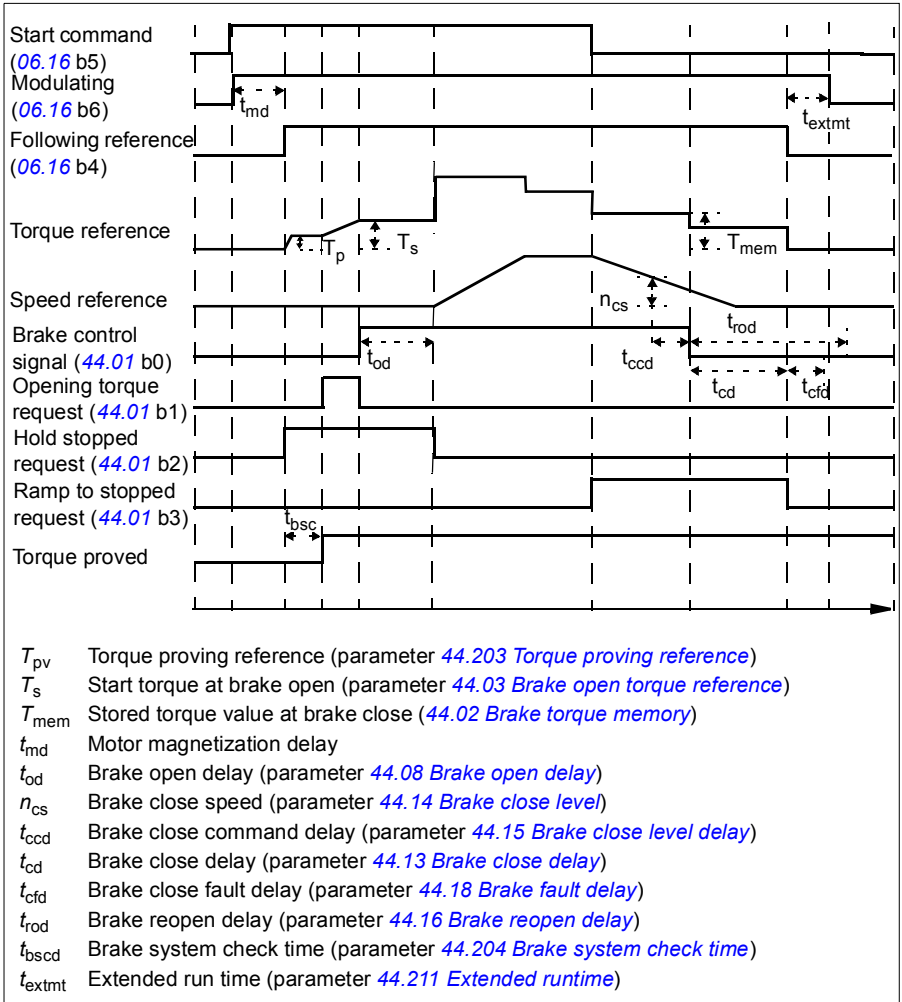 Start command
(06.16 b5)
Modulating
(06.16 b6)
tmd
textmt
Following reference
(06.16 b4)
Torque reference
Tp
Ts
Tmem
Speed reference
ncs
trod
Brake control
signal (44.01 b0)
tod
tccd
tcd
tcfd
Opening torque
request (44.01 b1)
Hold stopped
request (44.01 b2)
Ramp to stopped
request (44.01 b3)
tbsc
Torque proved
Tpv Torque proving reference (parameter 44.203 Torque proving reference)
Ts Start torque at brake open (parameter 44.03 Brake open torque reference)
Tmem Stored torque value at brake close (44.02 Brake torque memory)
tmd Motor magnetization delay
tod Brake open delay (parameter 44.08 Brake open delay)
ncs Brake close speed (parameter 44.14 Brake close level)
tccd Brake close command delay (parameter 44.15 Brake close level delay)
tcd Brake close delay (parameter 44.13 Brake close delay)
tcfd Brake close fault delay (parameter 44.18 Brake fault delay)
trod Brake reopen delay (parameter 44.16 Brake reopen delay)
tbscd Brake system check time (parameter 44.204 Brake system check time)
textmt Extended run time (parameter 44.211 Extended runtime)